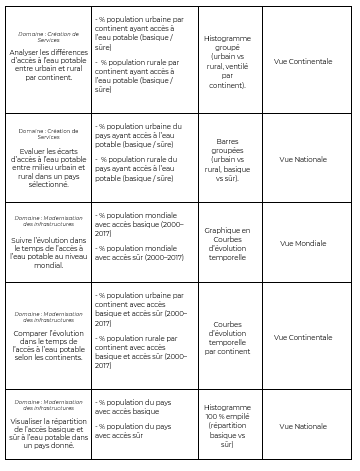 Domaine : Création de
Services
Analyser les différences
d'accès à l'eau potable
entre urbain et rural
par continent.
- % population urbaine par
continent ayant accès à
l'eau potable (basique /
sûre)
- % population rurale par
continent ayant accès à
l'eau potable (basique /
sûre)
Histogramme
groupé
(urbain vs
rural, ventilé
par
continent).
Vue Continentale
Domaine : Création de
Services
Evaluer les écarts
d'accès à l'eau potable
entre milieu urbain et
rural dans un pays
sélectionné.
- % population urbaine du
pays ayant accès à l'eau
potable (basique / sûre)
- % population rurale du
pays ayant accès à l'eau
potable (basique / sûre)
Barres
groupées
(urbain vs
rural, basique
vs sûr).
Vue Nationale
Domaine : Modernisation
des infrastructures
Suivre l'évolution dans
le temps de l'accès à
l'eau potable au niveau
mondial.
- % population mondiale
avec accès basique (2000–
2017)
- % population mondiale
avec accès sûr (2000–2017)
Graphique en
Courbes
d'évolution
temporelle
Vue Mondiale
Domaine : Modernisation
des infrastructures
Comparer l'évolution
dans le temps de
l'accès à l'eau potable
selon les continents.
- % population urbaine par
continent avec accès
basique et accès sûr (2000–
2017)
- % population rurale par
continent avec accès
basique et accès sûr (2000–
2017)
Courbes
d'évolution
temporelle
par continent
Vue Continentale
Domaine : Modernisation
des infrastructures
Visualiser la répartition
de l'accès basique et
sûr à l'eau potable dans
un pays donné.
- % population du pays
avec accès basique
- % population du pays
avec accès sûr
Histogramme
100 % empilé
(répartition
basique vs
sûr)
Vue Nationale